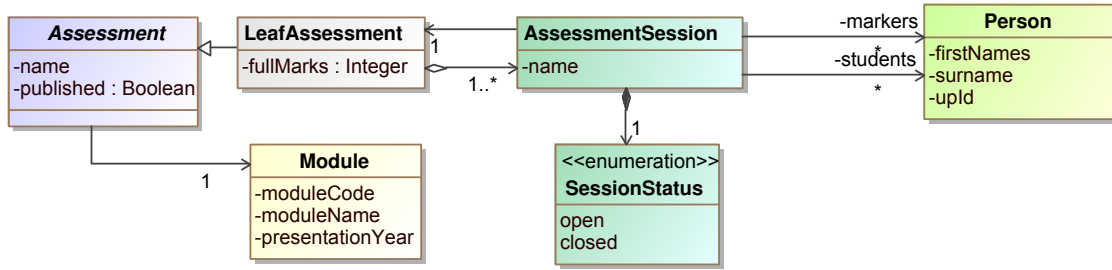 Assessment
-name
-published : Boolean
LeafAssessment
-fullMarks : Integer
1
1..*
AssessmentSession
-name
-markers
*
-students
*
Person
-firstNames
-surname
-upId
1
Module
-moduleCode
-moduleName
-presentationYear
1
<<enumeration>>
SessionStatus
open
closed